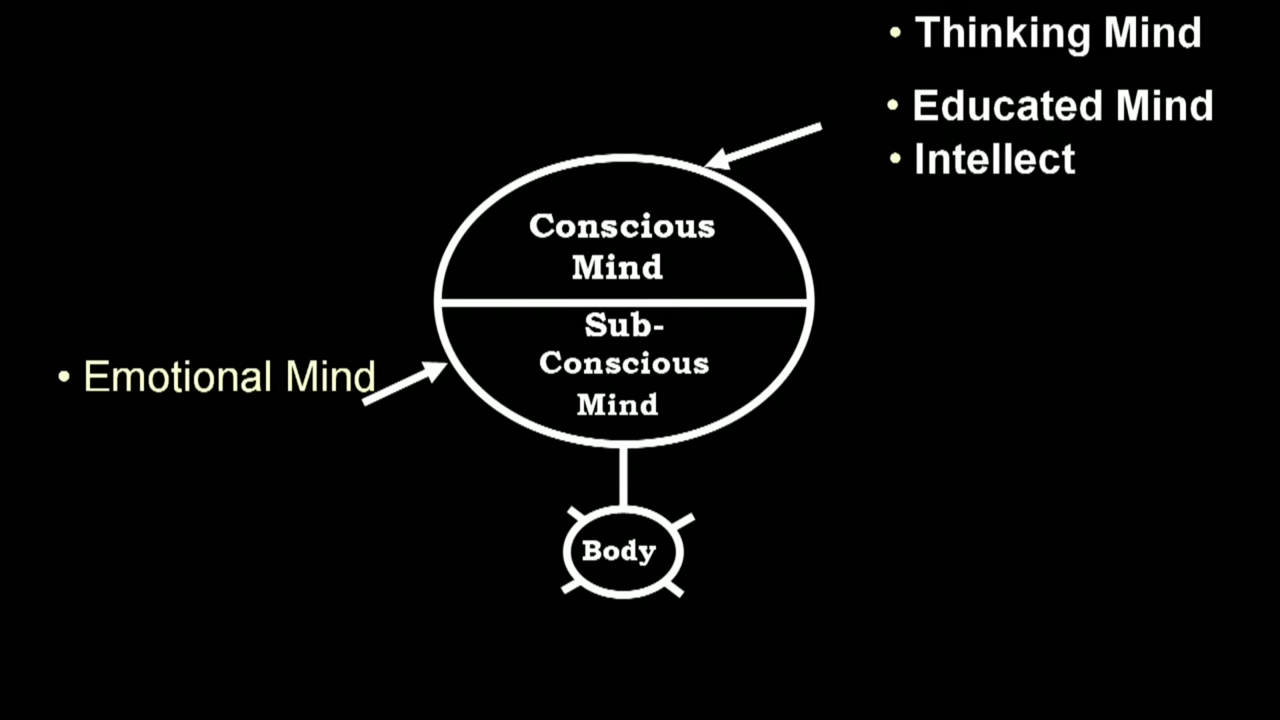 • Thinking Mind
• Educated Mind
• Intellect
Conscious
Mind
Sub-
Conscious
Mind
• Emotional Mind
Body